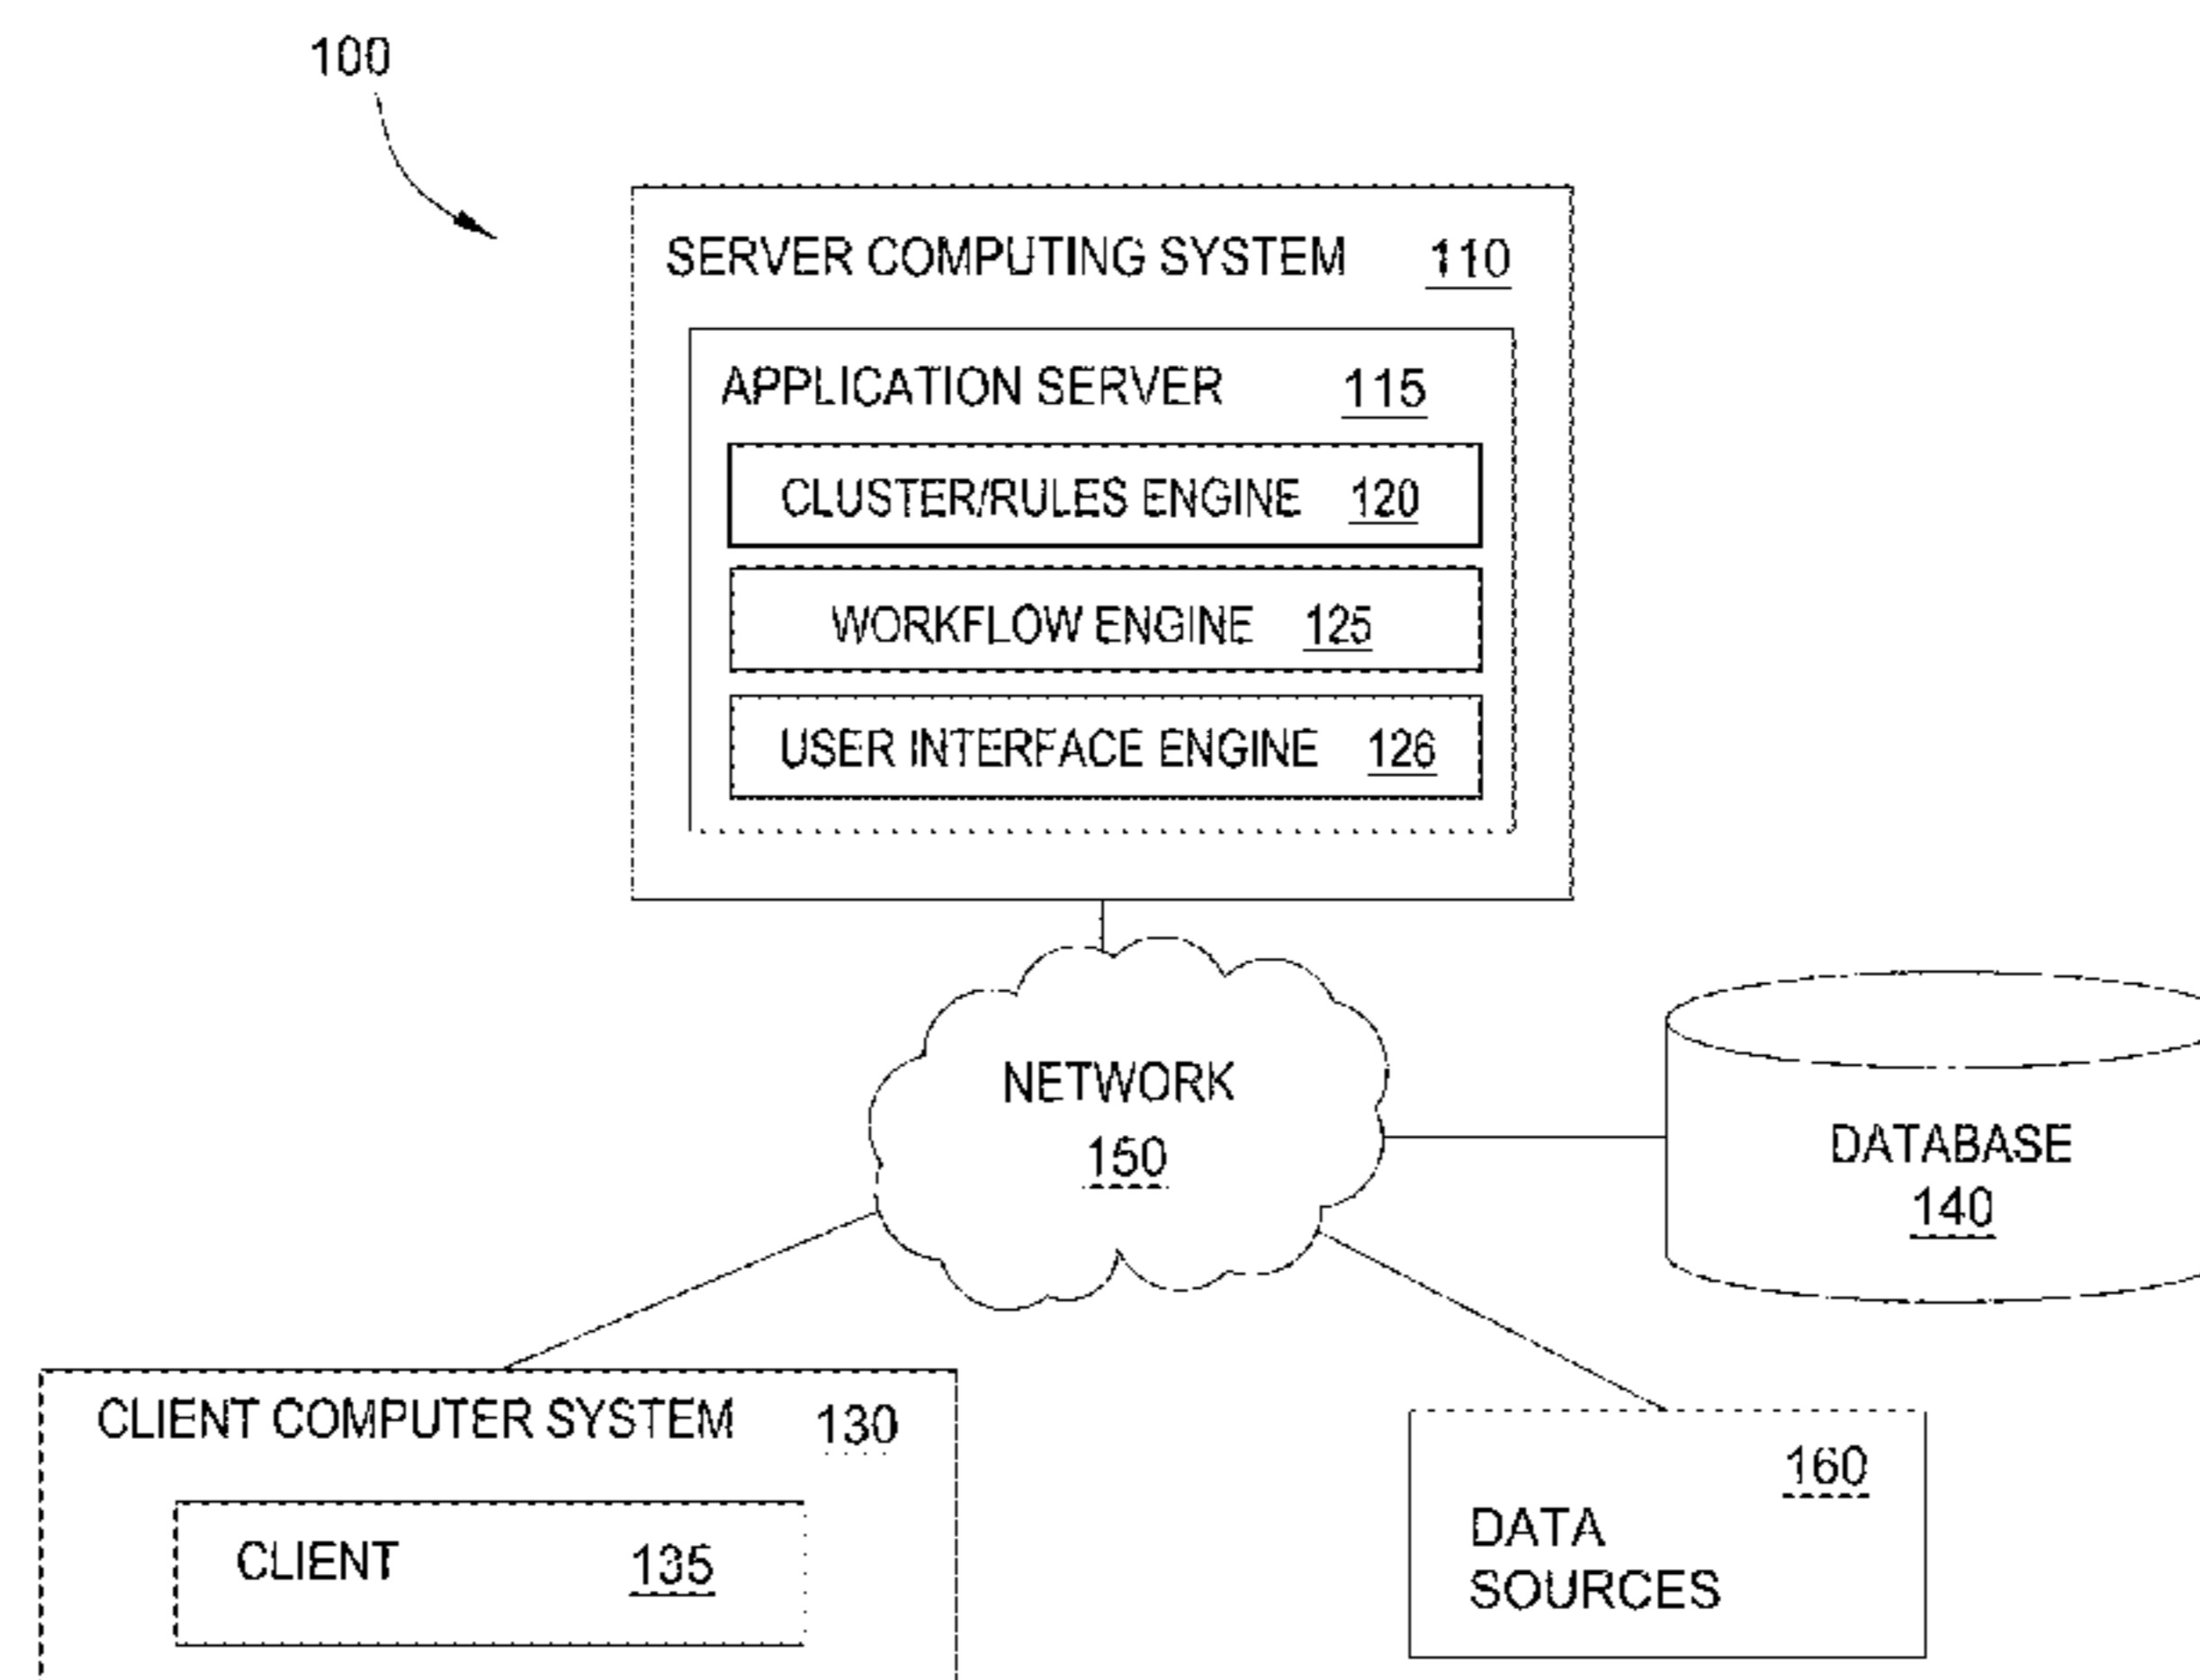 100
SERVER COMPUTING SYSTEM 110
APPLICATION SERVER 115
CLUSTER/RULES ENGINE 120
WORKFLOW ENGINE 125
USER INTERFACE ENGINE 126
NETWORK
150
DATABASE
140
CLIENT COMPUTER SYSTEM 130
CLIENT 135
160
DATA
SOURCES